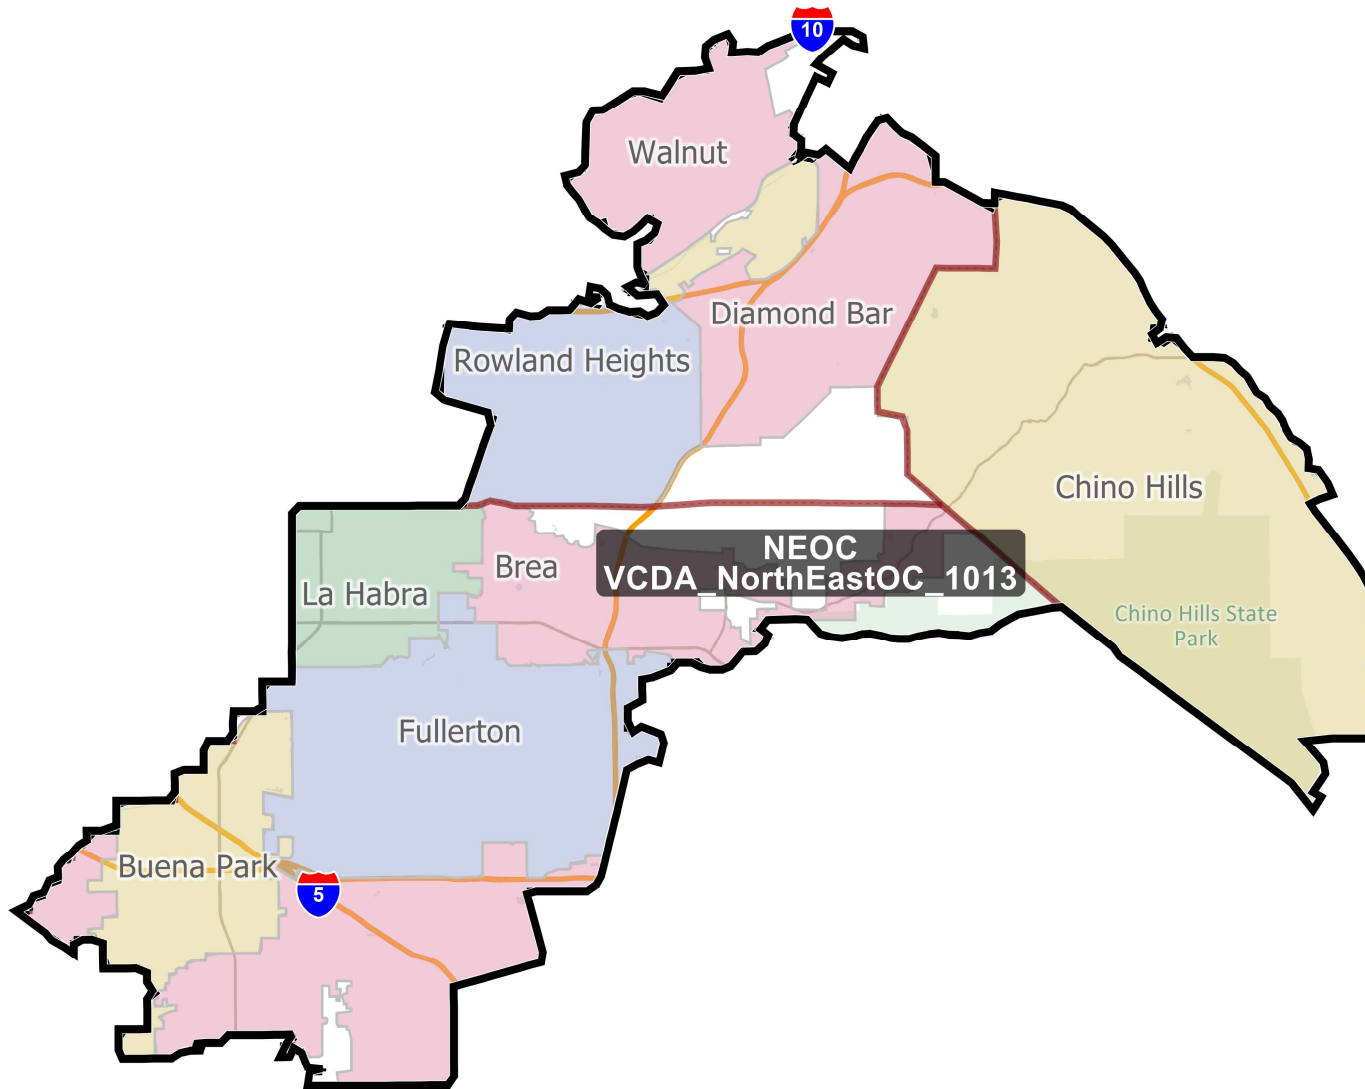 10
Walnut
Diamond Bar
Rowland Heights
Chino Hills
NEOC
VCDA_NorthEastOC_1013
Brea
La Habra
Chino Hills State
Park
Fullerton
Buena Park
5